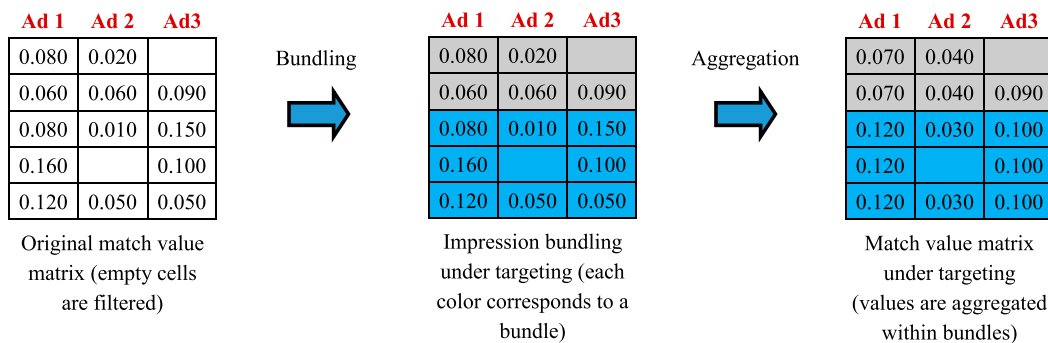 Ad 1 Ad 2 Ad3
0.080 0.020
0.060 0.060 0.090
0.080 0.010 0.150
0.160 0.100
0.120 0.050 0.050
Original match value
matrix (empty cells
are filtered)
Bundling
Ad 1 Ad 2 Ad3
0.080 0.020
0.060 0.060 0.090
0.080 0.010 0.150
0.160 0.100
0.120 0.050 0.050
Impression bundling
under targeting (each
color corresponds to a
bundle)
Aggregation
Ad 1 Ad 2 Ad3
0.070 0.040
0.070 0.040 0.090
0.120 0.030 0.100
0.120 0.100
0.120 0.030 0.100
Match value matrix
under targeting
(values are aggregated
within bundles)